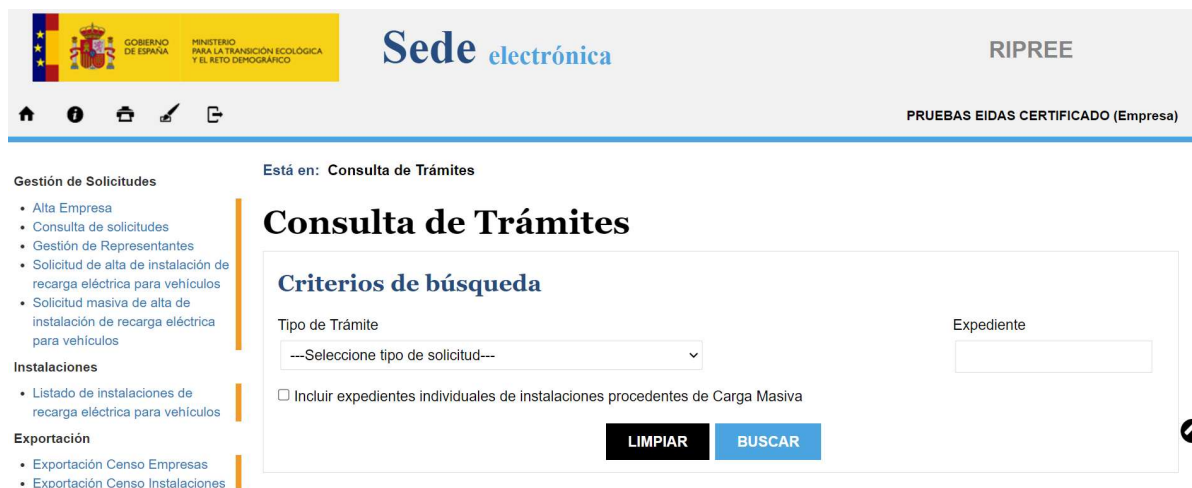 GOBIERNO
DE ESPAÑA
MINISTERIO
PARA LA TRANSICIÓN ECOLÓGICA
Y EL RETO DEMOGRÁFICO
Sede electrónica
RIPREE
PRUEBAS EIDAS CERTIFICADO (Empresa)
Gestión de Solicitudes
• Alta Empresa
• Consulta de solicitudes
• Gestión de Representantes
• Solicitud de alta de instalación de
recarga eléctrica para vehículos
• Solicitud masiva de alta de
instalación de recarga eléctrica
para vehículos
Instalaciones
• Listado de instalaciones de
recarga eléctrica para vehículos
Exportación
• Exportación Censo Empresas
• Exportación Censo Instalaciones
Está en: Consulta de Trámites
Consulta de Trámites
Criterios de búsqueda
Tipo de Trámite
Expediente
---Seleccione tipo de solicitud---
Incluir expedientes individuales de instalaciones procedentes de Carga Masiva
LIMPIAR
BUSCAR